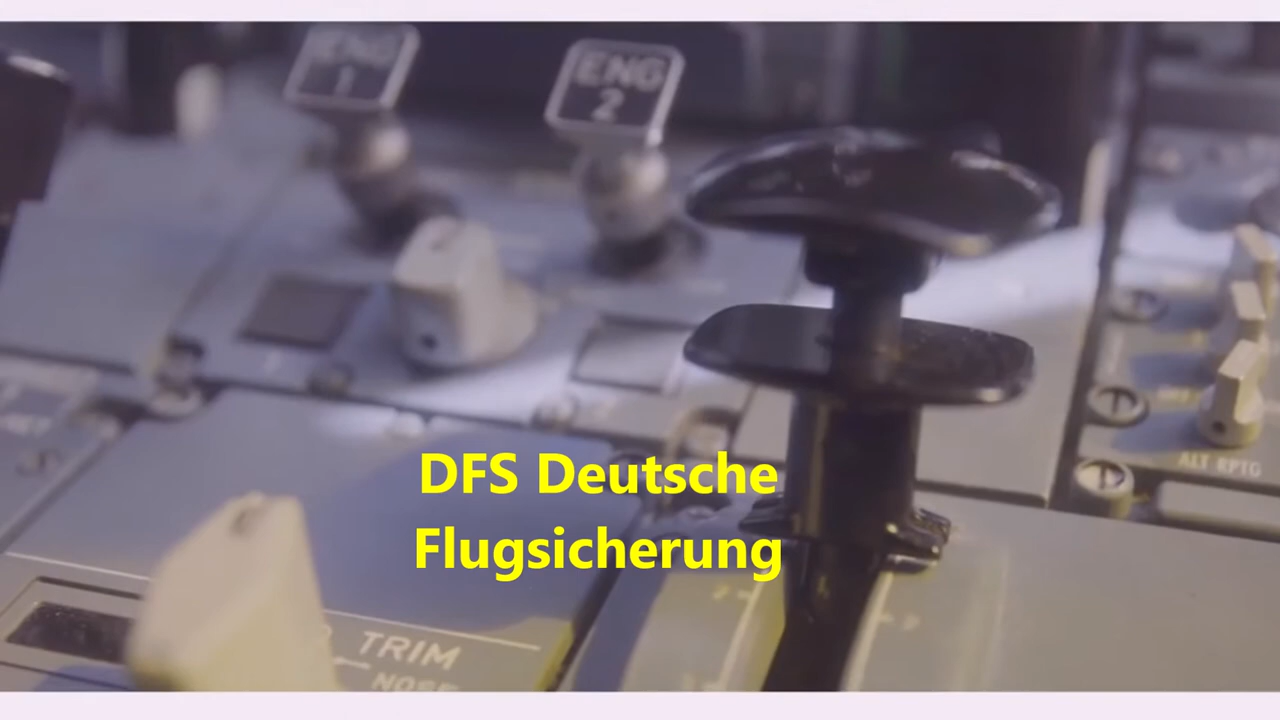 ENG
1
ENG
2
ALT RPTG
DFS Deutsche
Flugsicherung
TRIM
NOSE